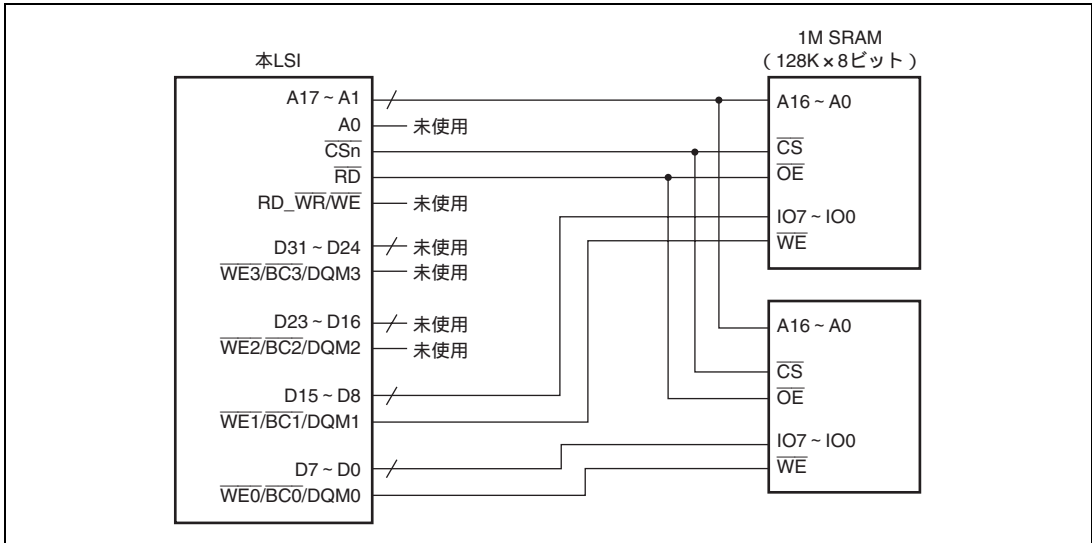 本LSI
A17 ~ A1
A0
未使用
CSn
RD
RD_WR/WE
未使用
D31 ~ D24
未使用
WE3/BC3/DQM3
未使用
D23 ~ D16
未使用
WE2/BC2/DQM2
未使用
D15 ~ D8
WE1/BC1/DQM1
D7 ~ D0
WE0/BC0/DQM0
1M SRAM
（128K×8ビット）
A16 ~ A0
CS
OE
IO7 ~ IO0
WE
A16 ~ A0
CS
OE
IO7 ~ IO0
WE